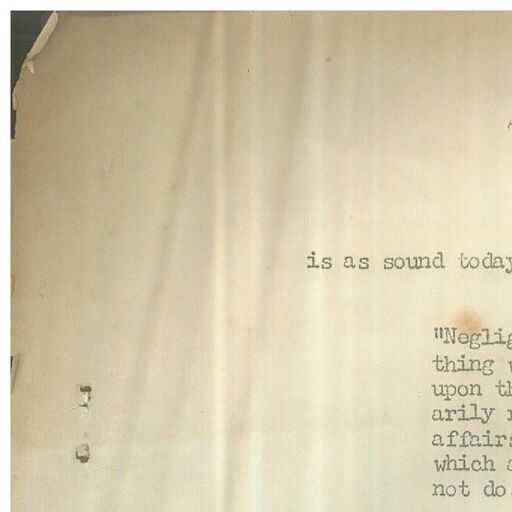 is as sound today
"Neglig
thing
upon th
arily
affairs
which a
not do.